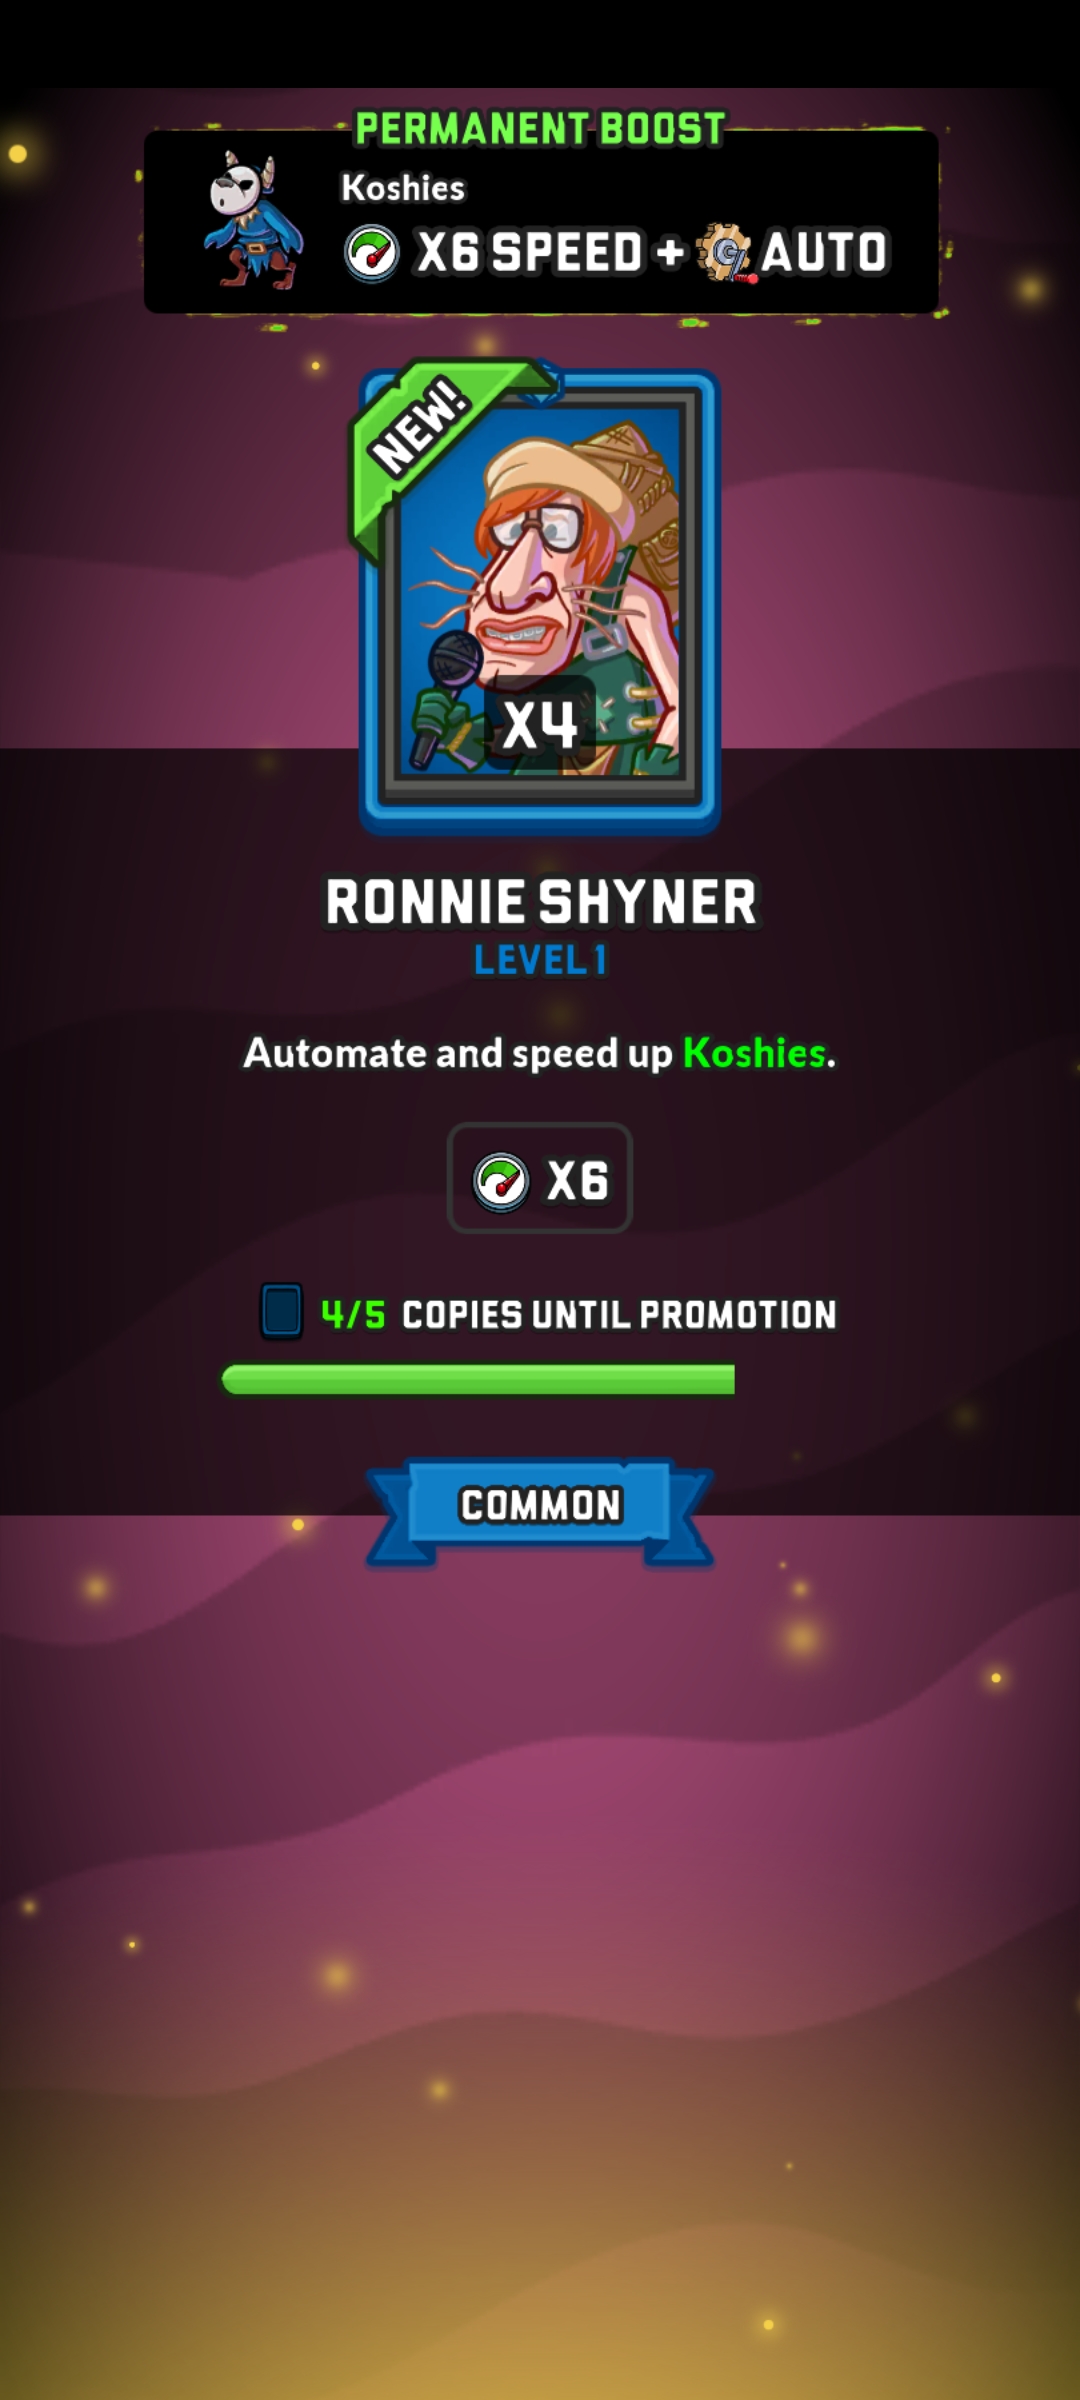 PERMANENT BOOST
Koshies
X6 SPEED + AUTO
NEW!
X4
RONNIE SHYNER
LEVEL 1
Automate and speed up Koshies.
X6
4/5 COPIES UNTIL PROMOTION
COMMON